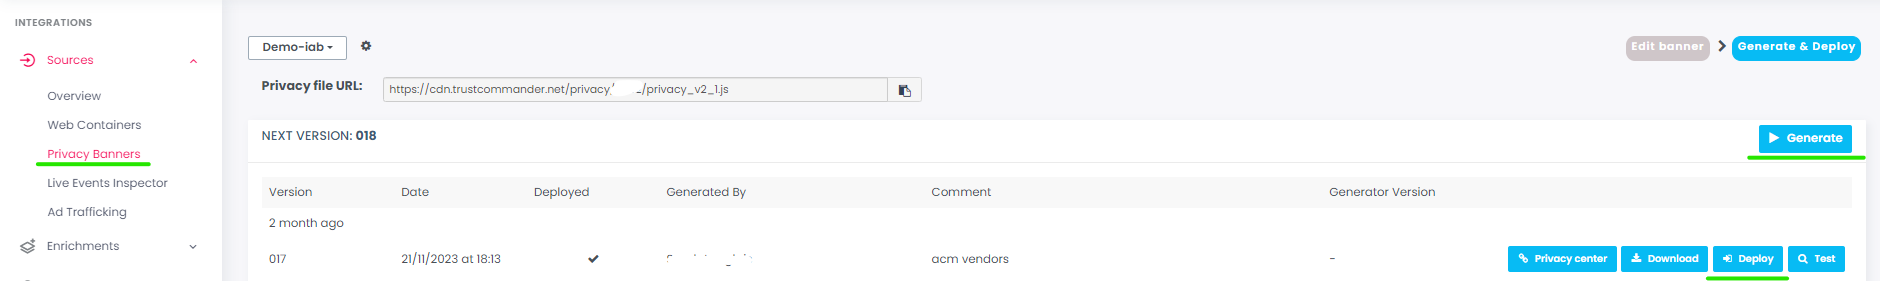 INTEGRATIONS
Sources
Overview
Web Containers
Privacy Banners
Live Events Inspector
Ad Trafficking
Enrichments
Demo-iab
Edit banner
Generate & Deploy
Privacy file URL:
https://cdn.trustcommander.net/privacy/ /privacy_v2_1.js
NEXT VERSION: 018
Generate
Version Date Deployed Generated By Comment Generator Version
2 month ago
017 21/11/2023 at 18:13 acm vendors - Privacy center Download Deploy Test